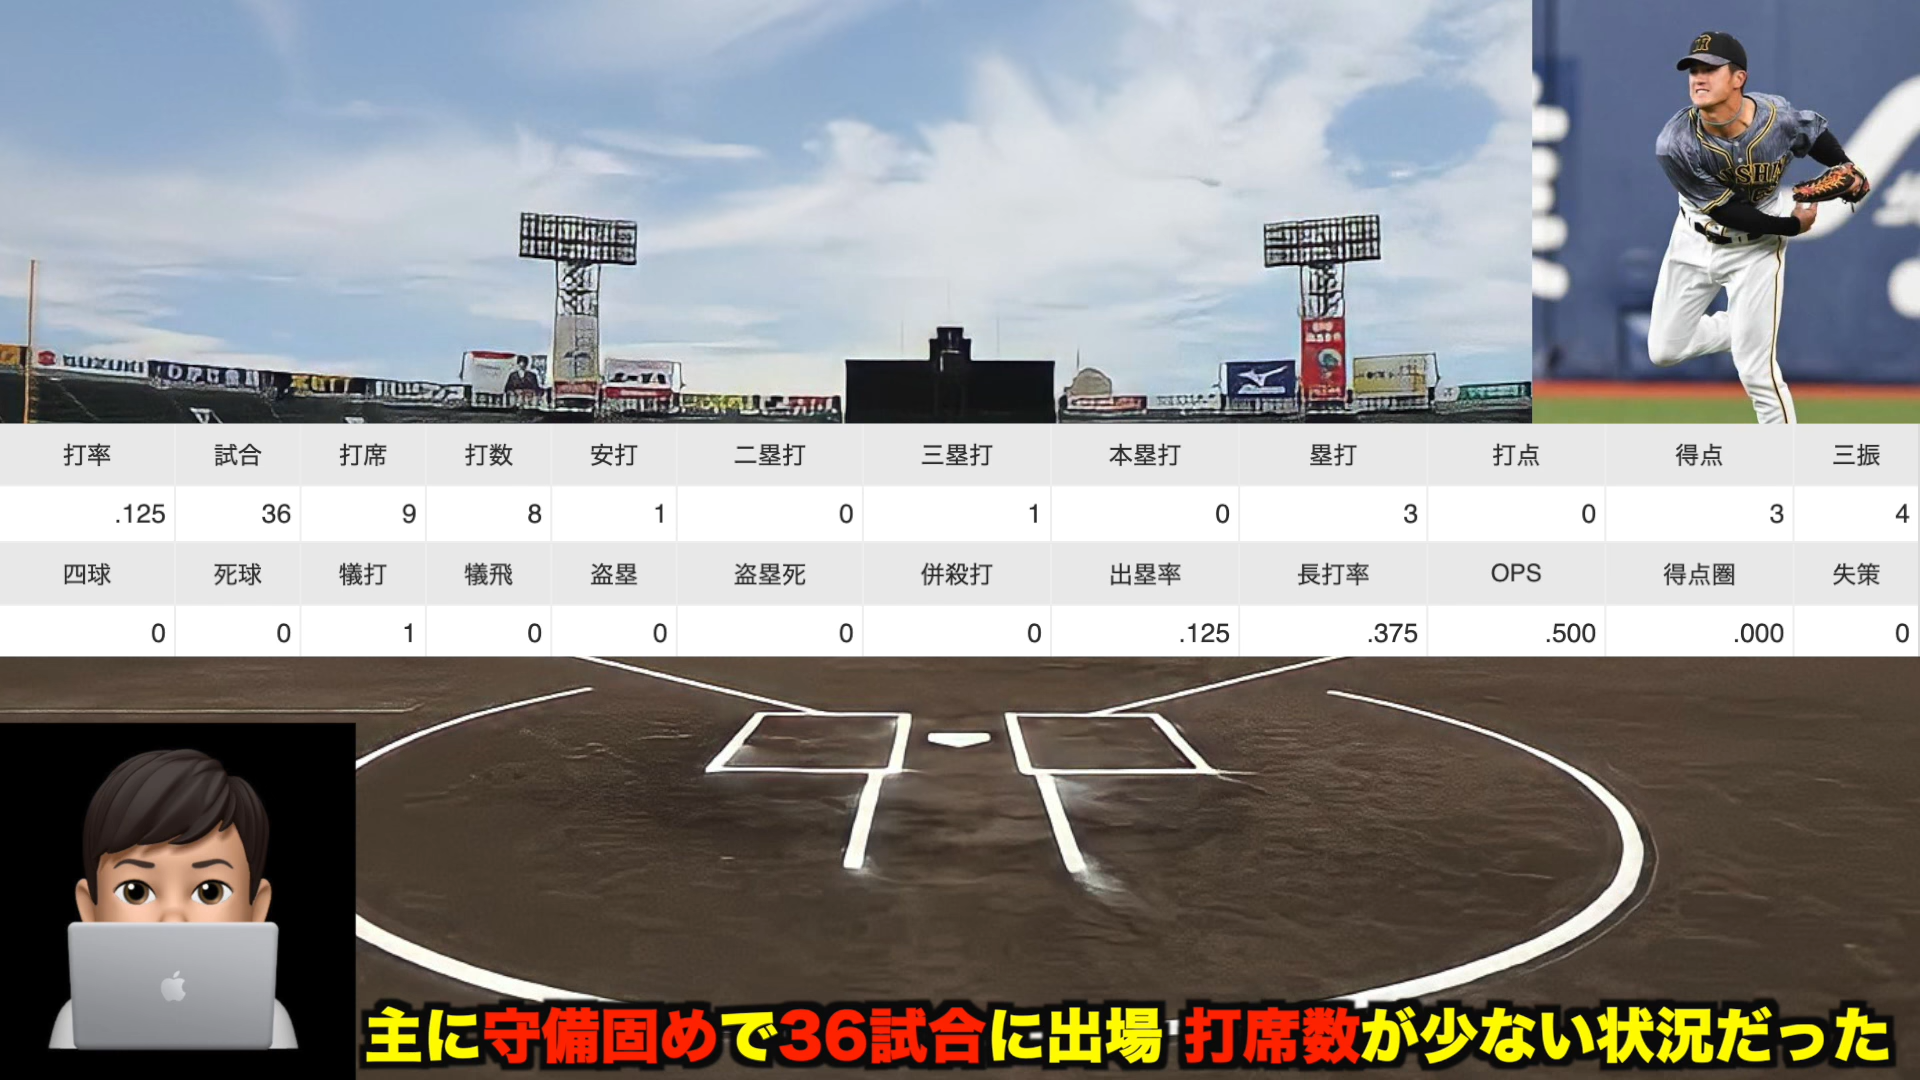 打率 試合 打席 打数 安打 二塁打 三塁打 本塁打 塁打 打点 得点 三振
.125 36 9 8 1 0 1 0 3 0 3 4
四球 死球 犠打 犠飛 盗塁 盗塁死 併殺打 出塁率 長打率 OPS 得点圏 失策
0 0 1 0 0 0 0 .125 .375 .500 .000 0
主に守備固めで36試合に出場 打席数が少ない状況だった